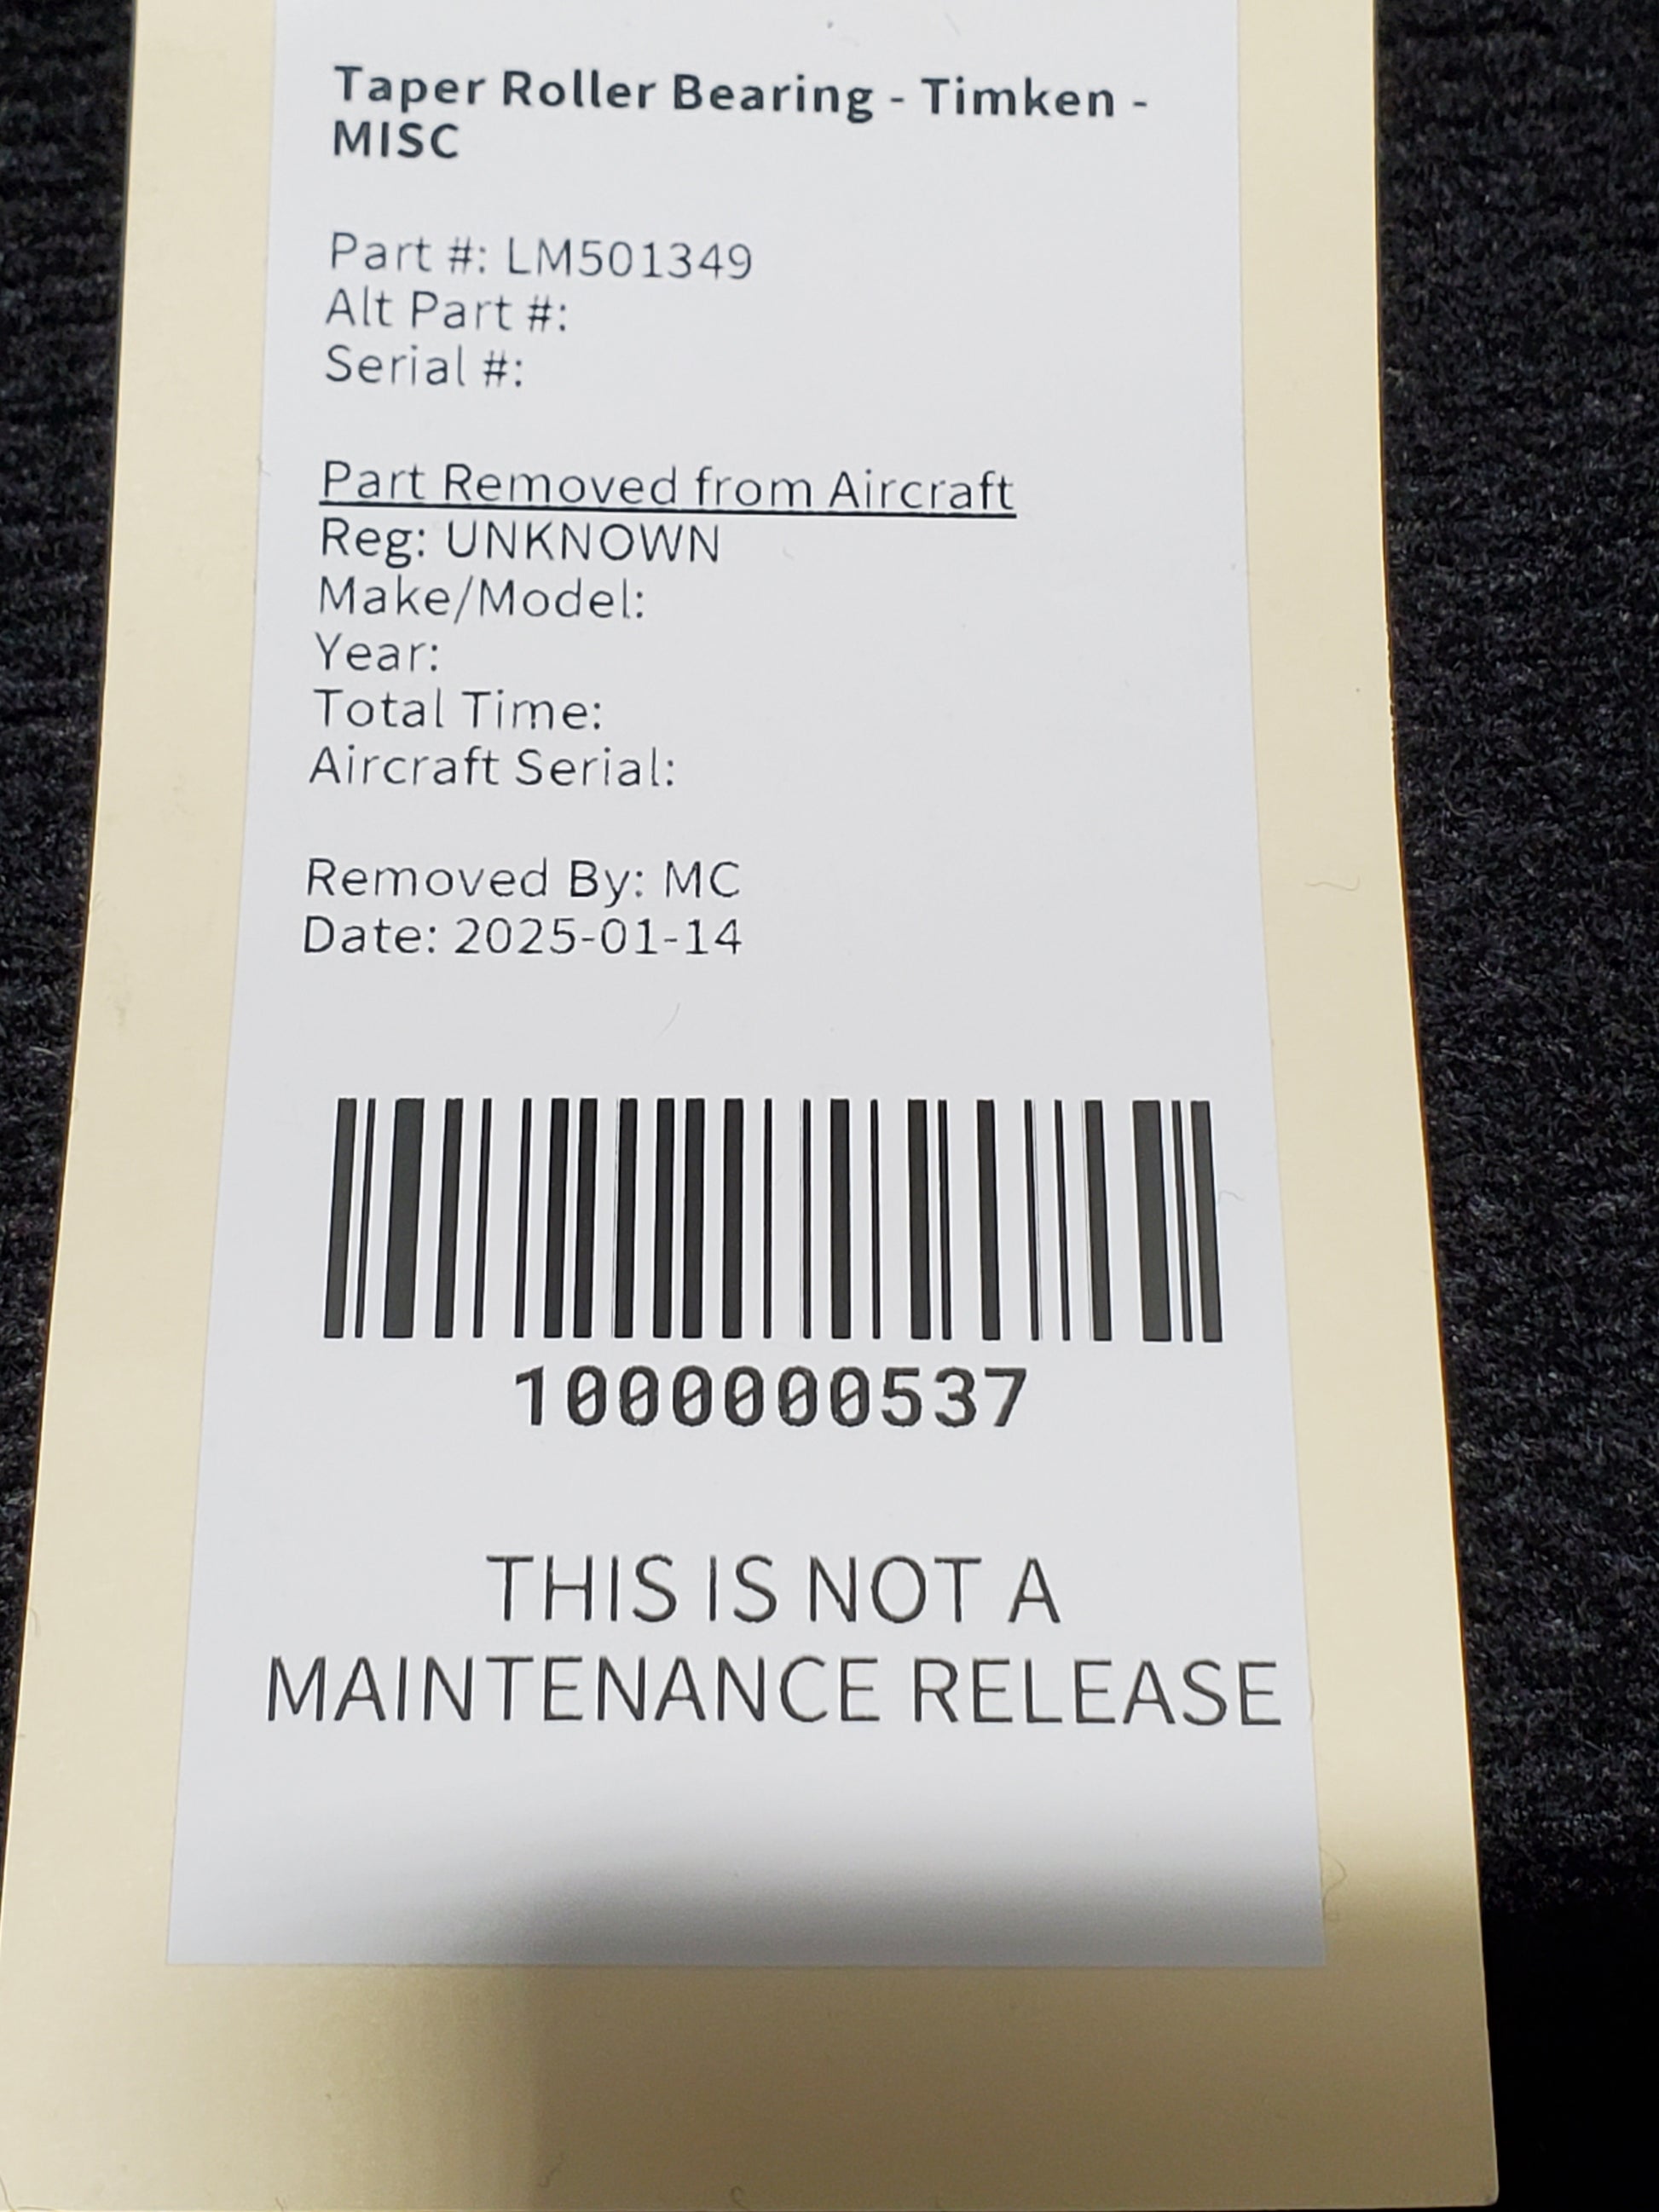 Taper Roller Bearing - Timken -
MISC
Part #: LM501349
Alt Part #:
Serial #:
Part Removed from Aircraft
Reg: UNKNOWN
Make/Model:
Year:
Total Time:
Aircraft Serial:
Removed By: MC
Date: 2025-01-14
1000000537
THIS IS NOT A
MAINTENANCE RELEASE